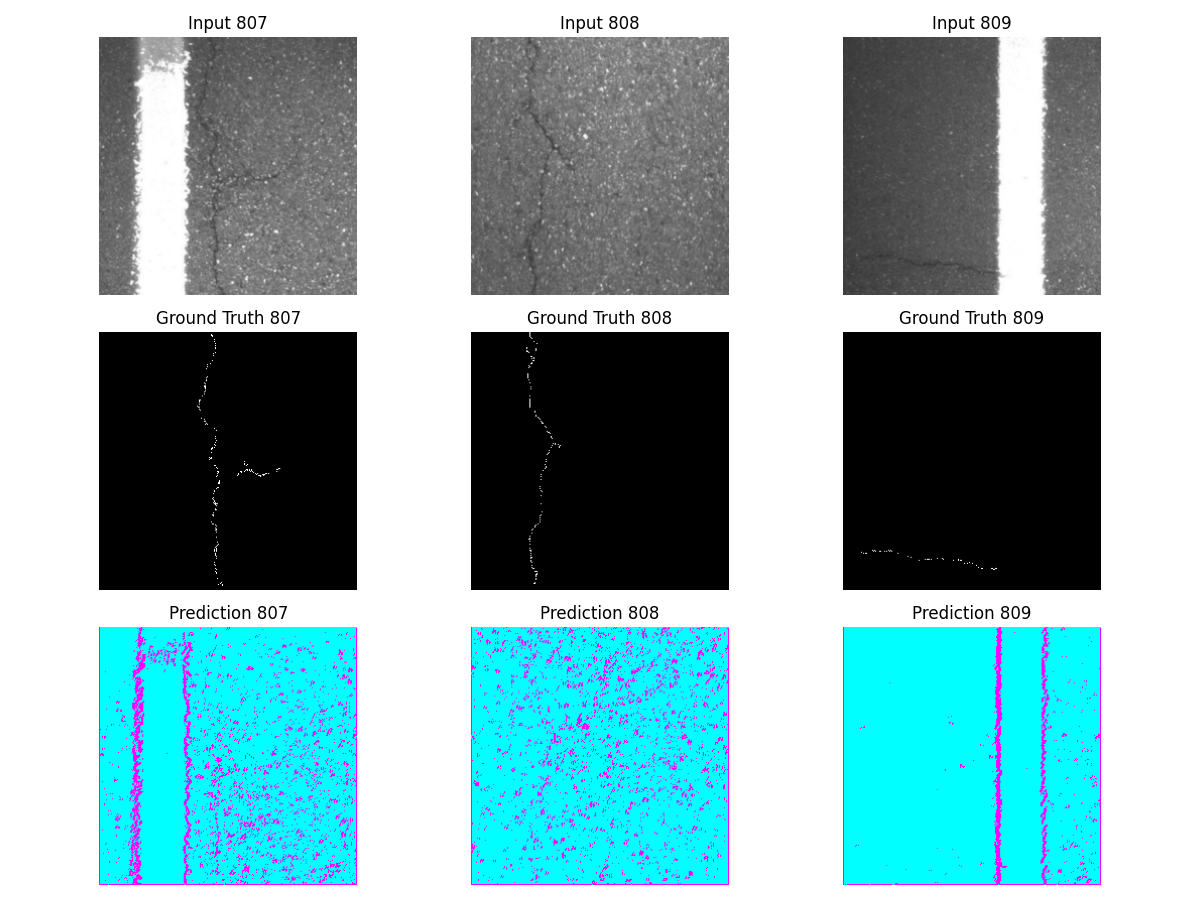 Input 807
Input 808
Input 809
Ground Truth 807
Ground Truth 808
Ground Truth 809
Prediction 807
Prediction 808
Prediction 809